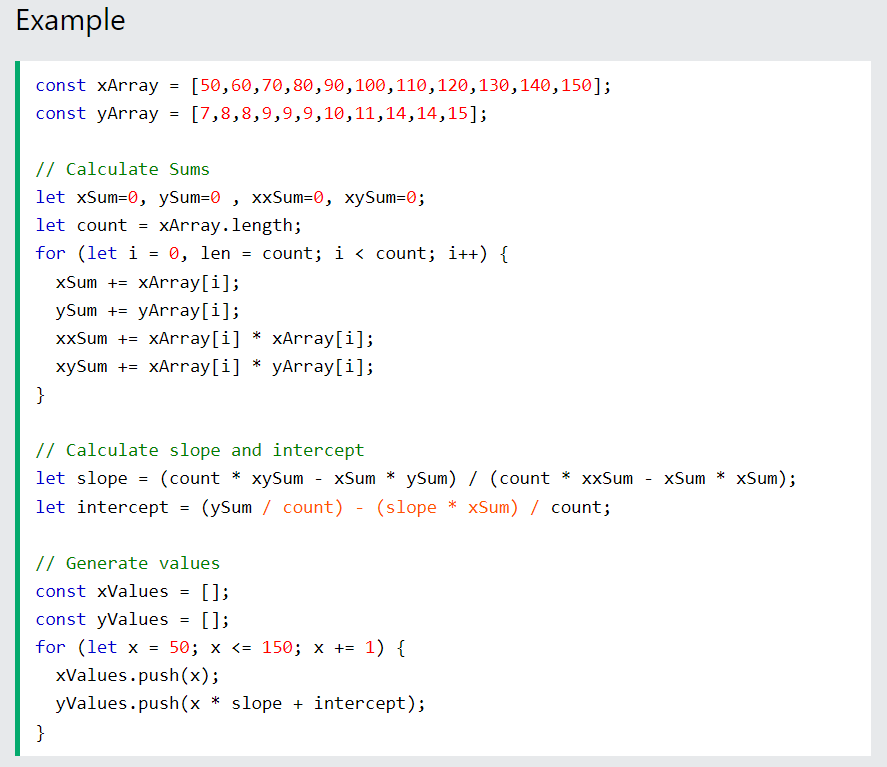 Example
const xArray = [50,60,70,80,90,100,110,120,130,140,150];
const yArray = [7,8,8,9,9,9,10,11,14,14,15];
// Calculate Sums
let xSum=0, ySum=0 , xxSum=0, xySum=0;
let count = xArray.length;
for (let i = 0, len = count; i < count; i++) {
  xSum += xArray[i];
  ySum += yArray[i];
  xxSum += xArray[i] * xArray[i];
  xySum += xArray[i] * yArray[i];
}
// Calculate slope and intercept
let slope = (count * xySum - xSum * ySum) / (count * xxSum - xSum * xSum);
let intercept = (ySum / count) - (slope * xSum) / count;
// Generate values
const xValues = [];
const yValues = [];
for (let x = 50; x <= 150; x += 1) {
  xValues.push(x);
  yValues.push(x * slope + intercept);
}